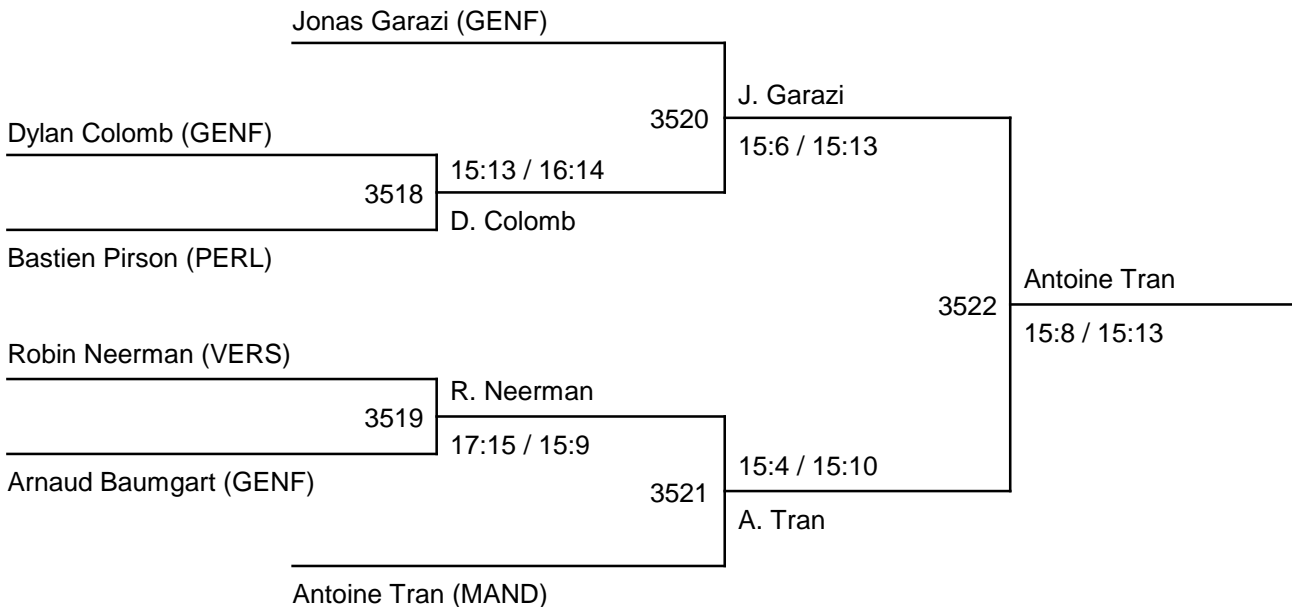 Jonas Garazi (GENF)
J. Garazi
3520
Dylan Colomb (GENF)
15:6 / 15:13
15:13 / 16:14
3518
D. Colomb
Bastien Pirson (PERL)
Antoine Tran
3522
15:8 / 15:13
Robin Neerman (VERS)
R. Neerman
3519
17:15 / 15:9
15:4 / 15:10
Arnaud Baumgart (GENF)
3521
A. Tran
Antoine Tran (MAND)